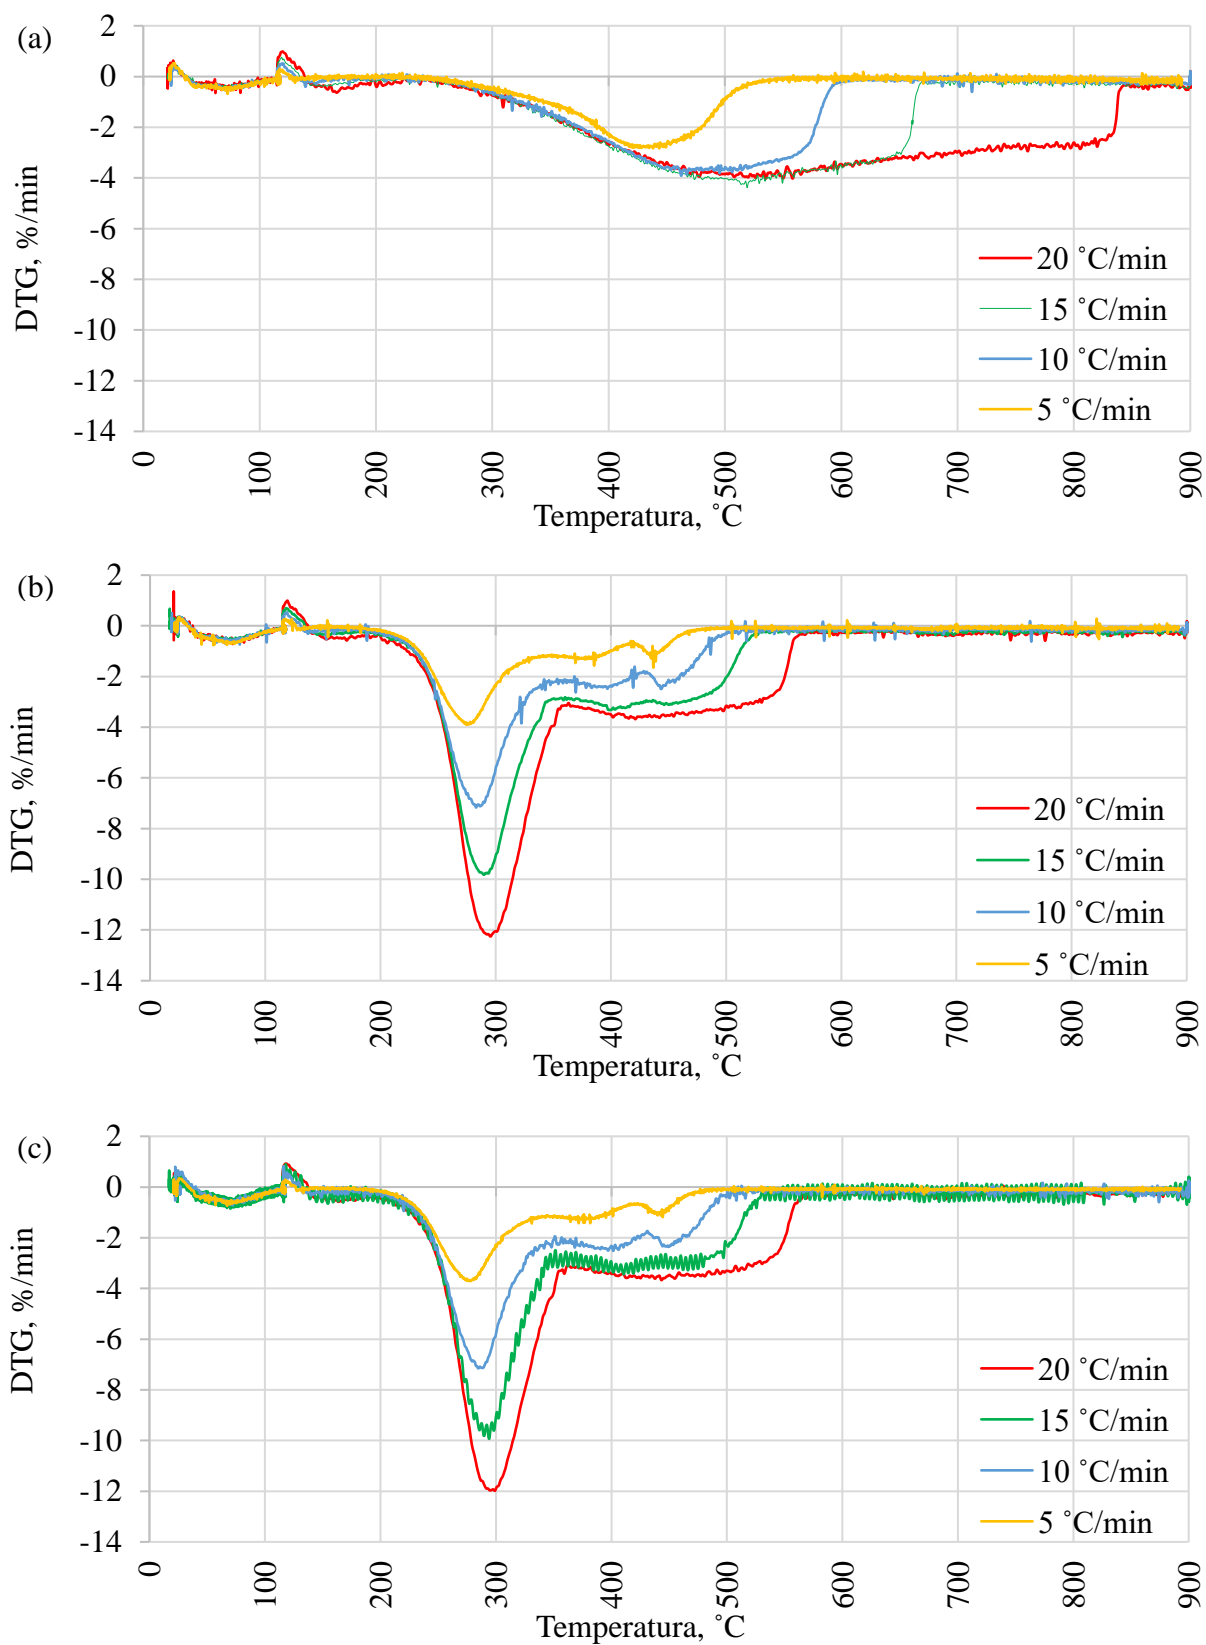 (a)
DTG, %/min
2
0
-2
-4
-6
-8
-10
-12
-14
20 ˚C/min
15 ˚C/min
10 ˚C/min
5 ˚C/min
0
100
200
300
400
500
600
700
800
900
Temperatura, ˚C
(b)
DTG, %/min
2
0
-2
-4
-6
-8
-10
-12
-14
20 ˚C/min
15 ˚C/min
10 ˚C/min
5 ˚C/min
0
100
200
300
400
500
600
700
800
900
Temperatura, ˚C
(c)
DTG, %/min
2
0
-2
-4
-6
-8
-10
-12
-14
20 ˚C/min
15 ˚C/min
10 ˚C/min
5 ˚C/min
0
100
200
300
400
500
600
700
800
900
Temperatura, ˚C